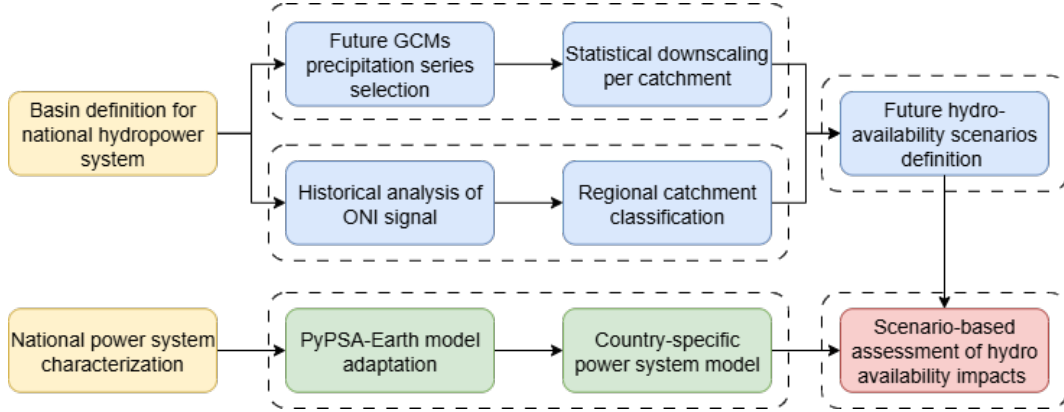 Future GCMs
precipitation series
selection
Statistical downscaling
per catchment
Basin definition for
national hydropower
system
Future hydro-
availability scenarios
definition
Historical analysis of
ONI signal
Regional catchment
classification
National power system
characterization
PyPSA-Earth model
adaptation
Country-specific
power system model
Scenario-based
assessment of hydro
availability impacts